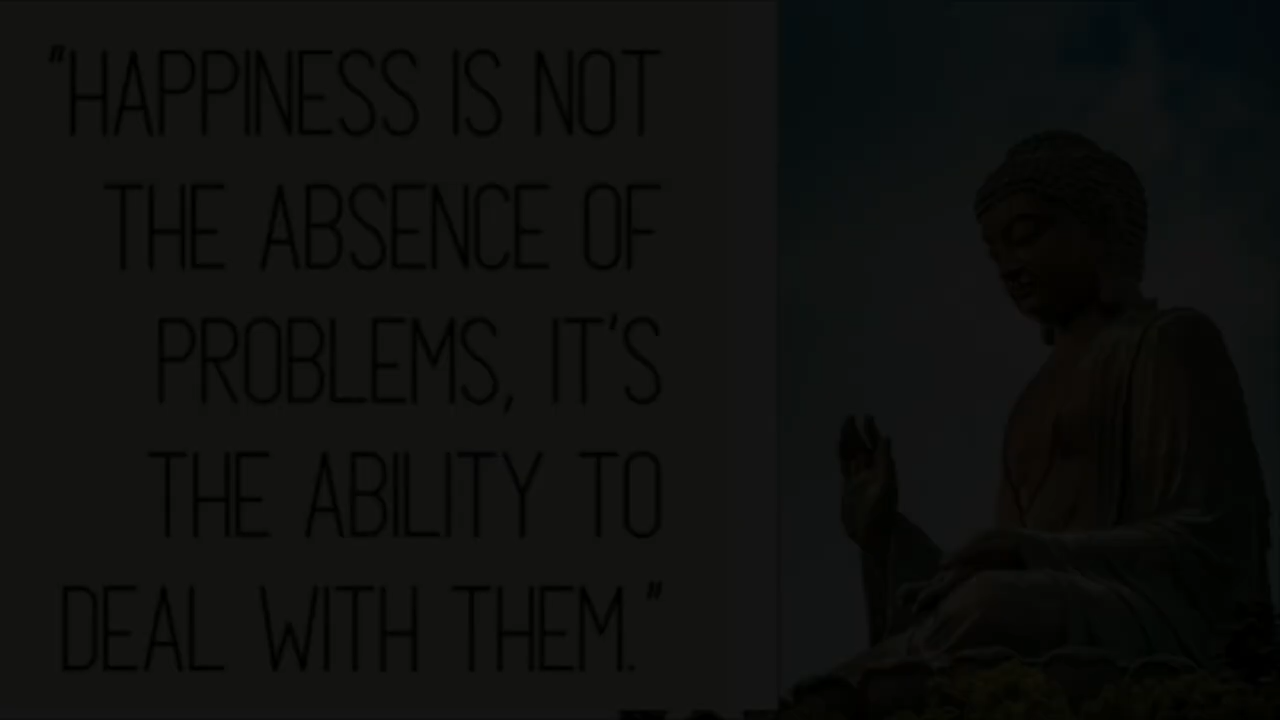 "HAPPINESS IS NOT
THE ABSENCE OF
PROBLEMS, IT'S
THE ABILITY TO
DEAL WITH THEM."